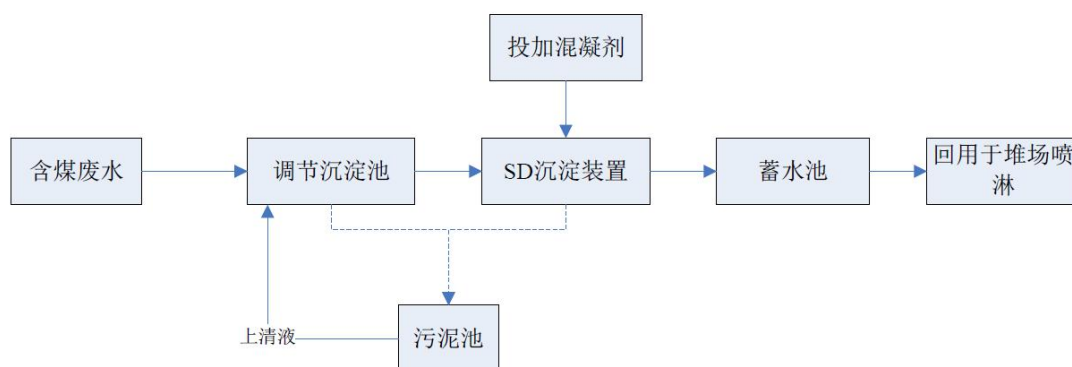 投加混凝剂
含煤废水
调节沉淀池
SD沉淀装置
蓄水池
回用于堆场喷
淋
上清液
污泥池